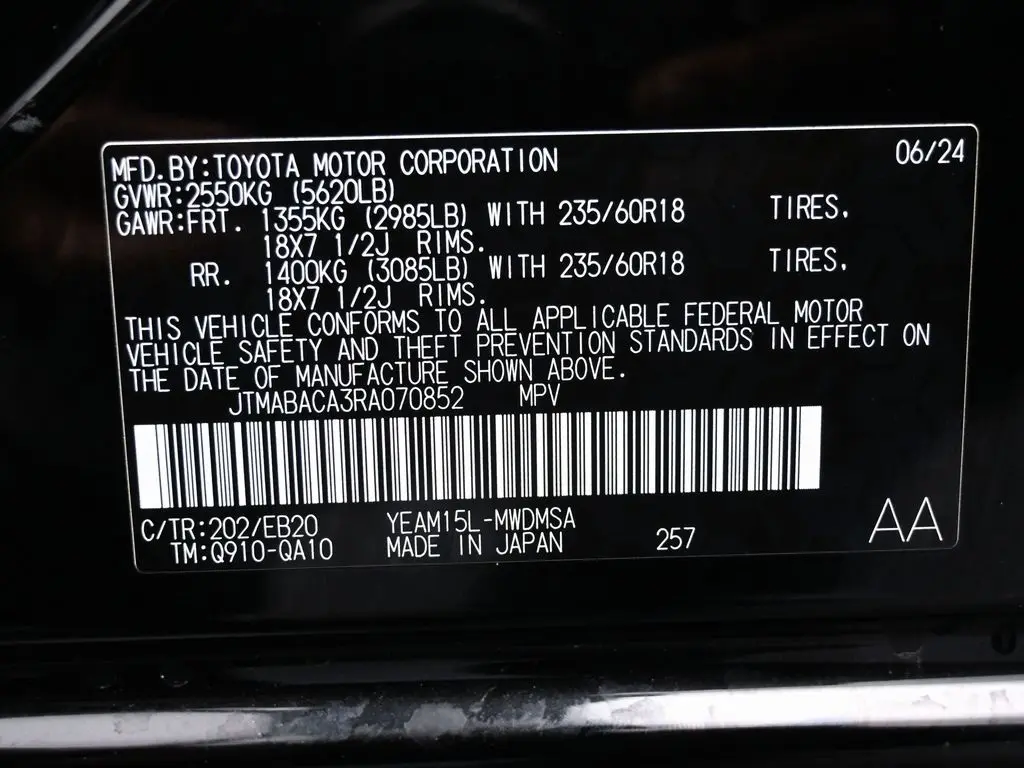 MFD.BY:TOYOTA MOTOR CORPORATION 06/24
GVWR:2550KG (5620LB)
GAWR:FRT. 1355KG (2985LB) WITH 235/60R18 TIRES.
18X7 1/2J RIMS.
RR. 1400KG (3085LB) WITH 235/60R18 TIRES.
18X7 1/2J RIMS.
THIS VEHICLE CONFORMS TO ALL APPLICABLE FEDERAL MOTOR
VEHICLE SAFETY AND THEFT PREVENTION STANDARDS IN EFFECT ON
THE DATE OF MANUFACTURE SHOWN ABOVE.
JTMABACA3RA070852 MPV
C/TR:202/EB20 YEAM15L-MWDMSA
TM:Q910-QA10 MADE IN JAPAN 257 AA